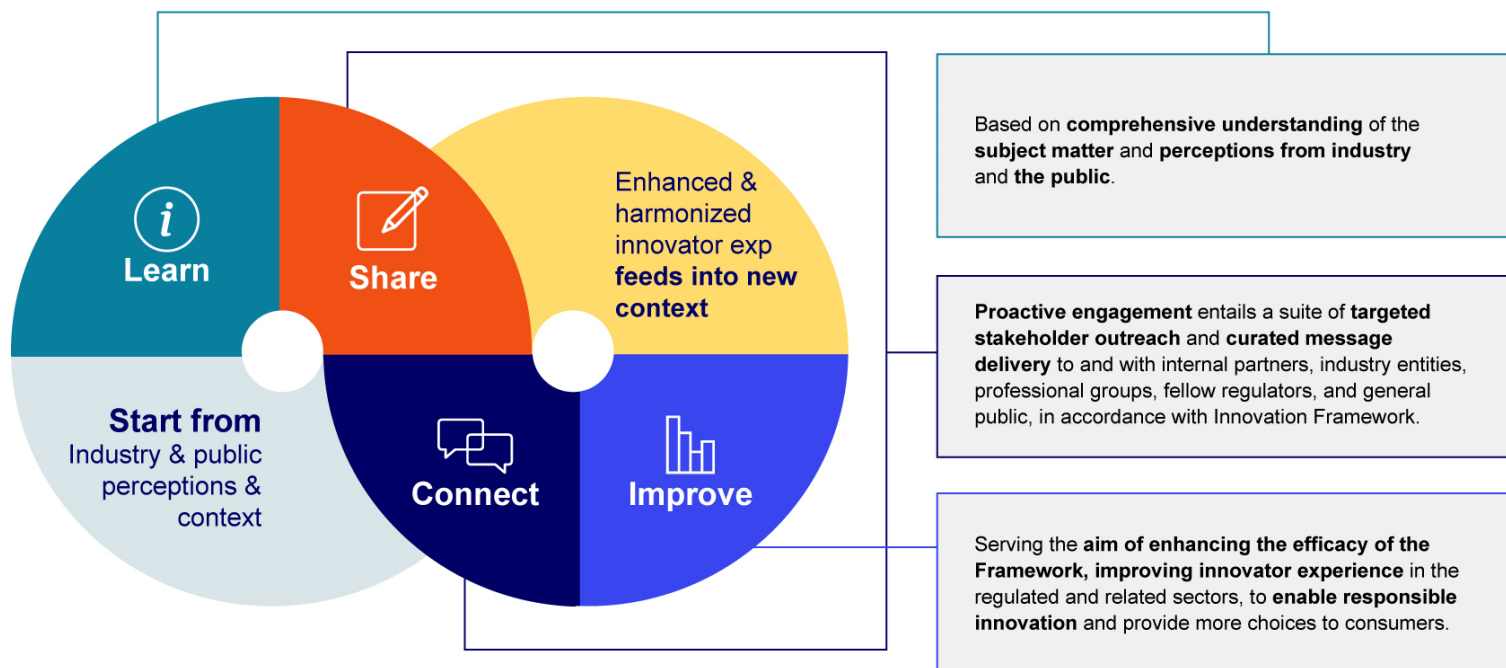 Learn
Share
Start from
Industry & public
perceptions &
context
Connect
Improve
Enhanced &
harmonized
innovator exp
feeds into new
context
Based on comprehensive understanding of the
subject matter and perceptions from industry
and the public.
Proactive engagement entails a suite of targeted
stakeholder outreach and curated message
delivery to and with internal partners, industry entities,
professional groups, fellow regulators, and general
public, in accordance with Innovation Framework.
Serving the aim of enhancing the efficacy of the
Framework, improving innovator experience in the
regulated and related sectors, to enable responsible
innovation and provide more choices to consumers.